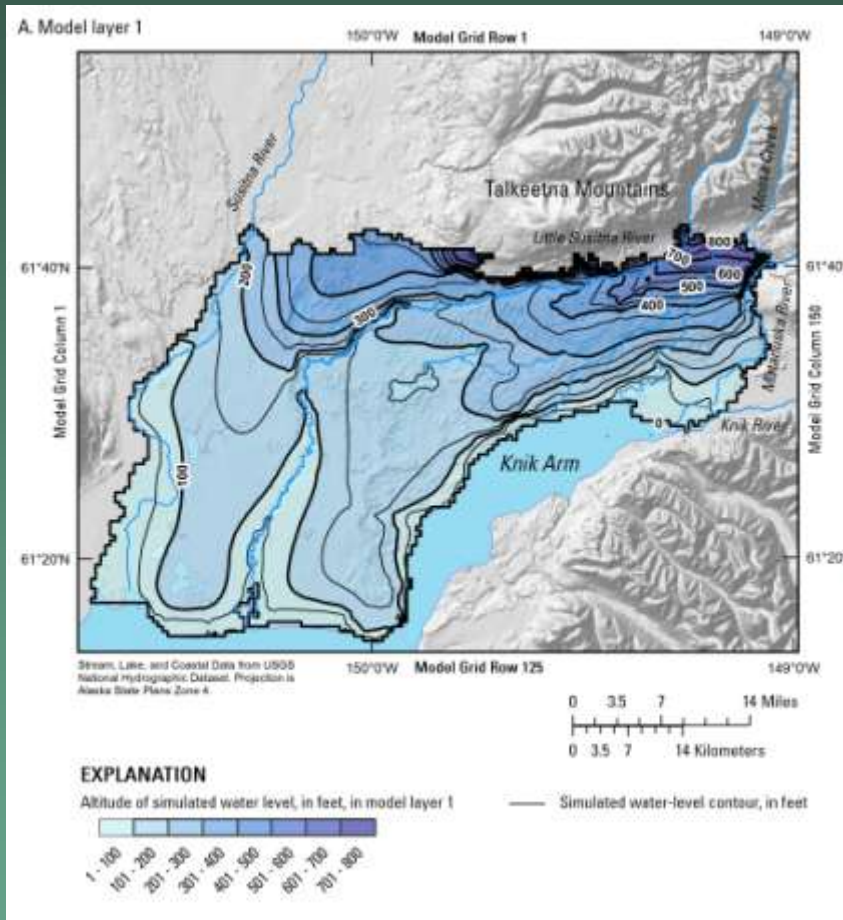 A. Model layer 1
150°0'W Model Grid Row 1 149°0'W
Susitna River
Moose Creek
Talkeetna Mountains
Little Susitna River
800
700
61°40'N
61°40'N
600
200
500
400
300
Matanuska River
Model Grid Column 1
Model Grid Column 150
0
Knik River
Knik Arm
100
61°20'N
61°20'N
Stream, Lake, and Coastal Data from USGS
National Hydrographic Dataset. Projection is
Alaska State Plane Zone 4.
150°0'W Model Grid Row 125 149°0'W
0 3.5 7 14 Miles
0 3.5 7 14 Kilometers
EXPLANATION
Altitude of simulated water level, in feet, in model layer 1
Simulated water-level contour, in feet
1 - 100
101 - 200
201 - 300
301 - 400
401 - 500
501 - 600
601 - 700
701 - 800